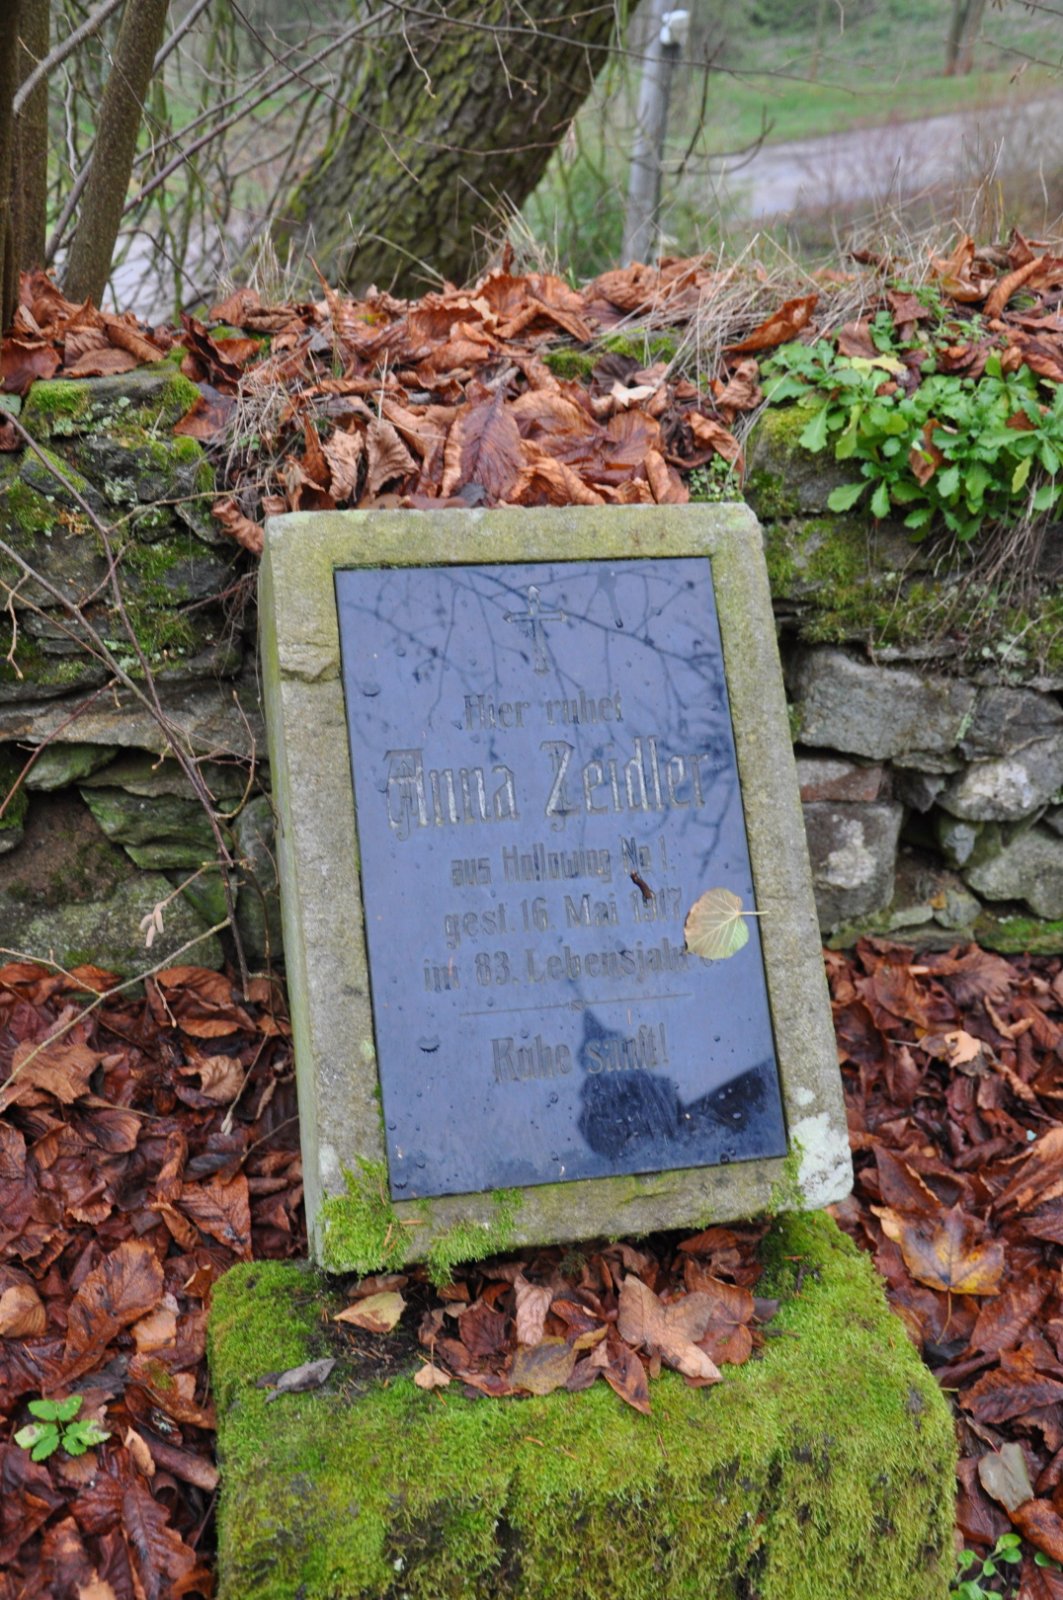 Hier ruhet
Anna Zeidler
aus Hollowing No 1.
gest. 16. Mai 1917
im 83. Lebensjahre.
Ruhe sanft!